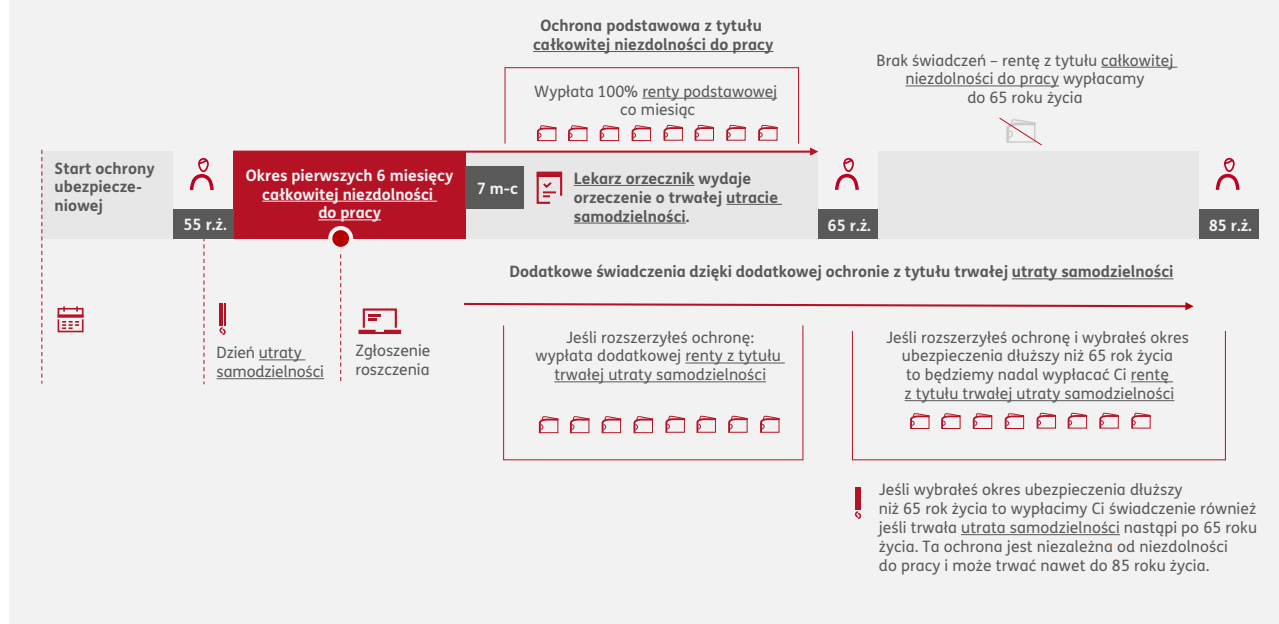 Ochrona podstawowa z tytułu
całkowitej niezdolności do pracy
Wypłata 100% renty podstawowej
co miesiąc
Brak świadczeń – rentę z tytułu całkowitej
niezdolności do pracy wypłacamy
do 65 roku życia
Start ochrony
ubezpiecze-
niowej
55 r.ż.
Okres pierwszych 6 miesięcy
całkowitej niezdolności
do pracy
7 m-c
Lekarz orzecznik wydaje
orzeczenie o trwałej utracie
samodzielności.
65 r.ż.
85 r.ż.
Dodatkowe świadczenia dzięki dodatkowej ochronie z tytułu trwałej utraty samodzielności
Dzień utraty
samodzielności
Zgłoszenie
roszczenia
Jeśli rozszerzyłeś ochronę:
wypłata dodatkowej renty z tytułu
trwałej utraty samodzielności
Jeśli rozszerzyłeś ochronę i wybrałeś okres
ubezpieczenia dłuższy niż 65 rok życia
to będziemy nadal wypłacać Ci rentę
z tytułu trwałej utraty samodzielności
Jeśli wybrałeś okres ubezpieczenia dłuższy
niż 65 rok życia to wypłacimy Ci świadczenie również
jeśli trwała utrata samodzielności nastąpi po 65 roku
życia. Ta ochrona jest niezależna od niezdolności
do pracy i może trwać nawet do 85 roku życia.